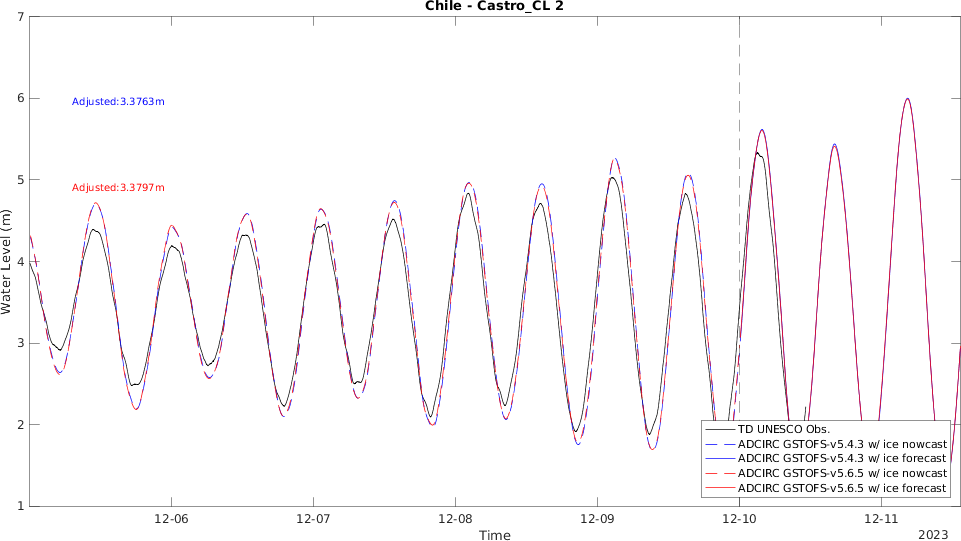 Chile - Castro_CL 2
7
6
5
4
3
2
1
Water Level (m)
Adjusted:3.3763m
Adjusted:3.3797m
TD UNESCO Obs.
ADCIRC GSTOFS-v5.4.3 w/ ice nowcast
ADCIRC GSTOFS-v5.4.3 w/ ice forecast
ADCIRC GSTOFS-v5.6.5 w/ ice nowcast
ADCIRC GSTOFS-v5.6.5 w/ ice forecast
12-06 12-07 12-08 12-09 12-10 12-11
Time
2023